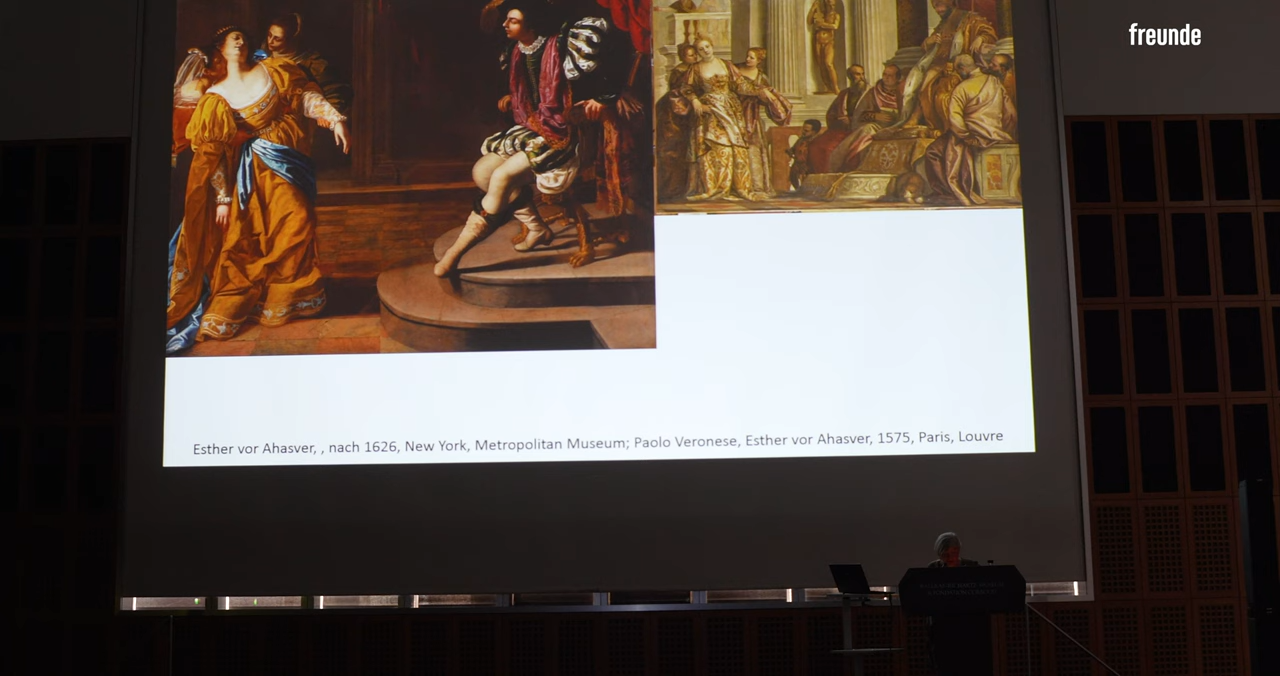 freunde
Esther vor Ahasver, , nach 1626, New York, Metropolitan Museum; Paolo Veronese, Esther vor Ahasver, 1575, Paris, Louvre